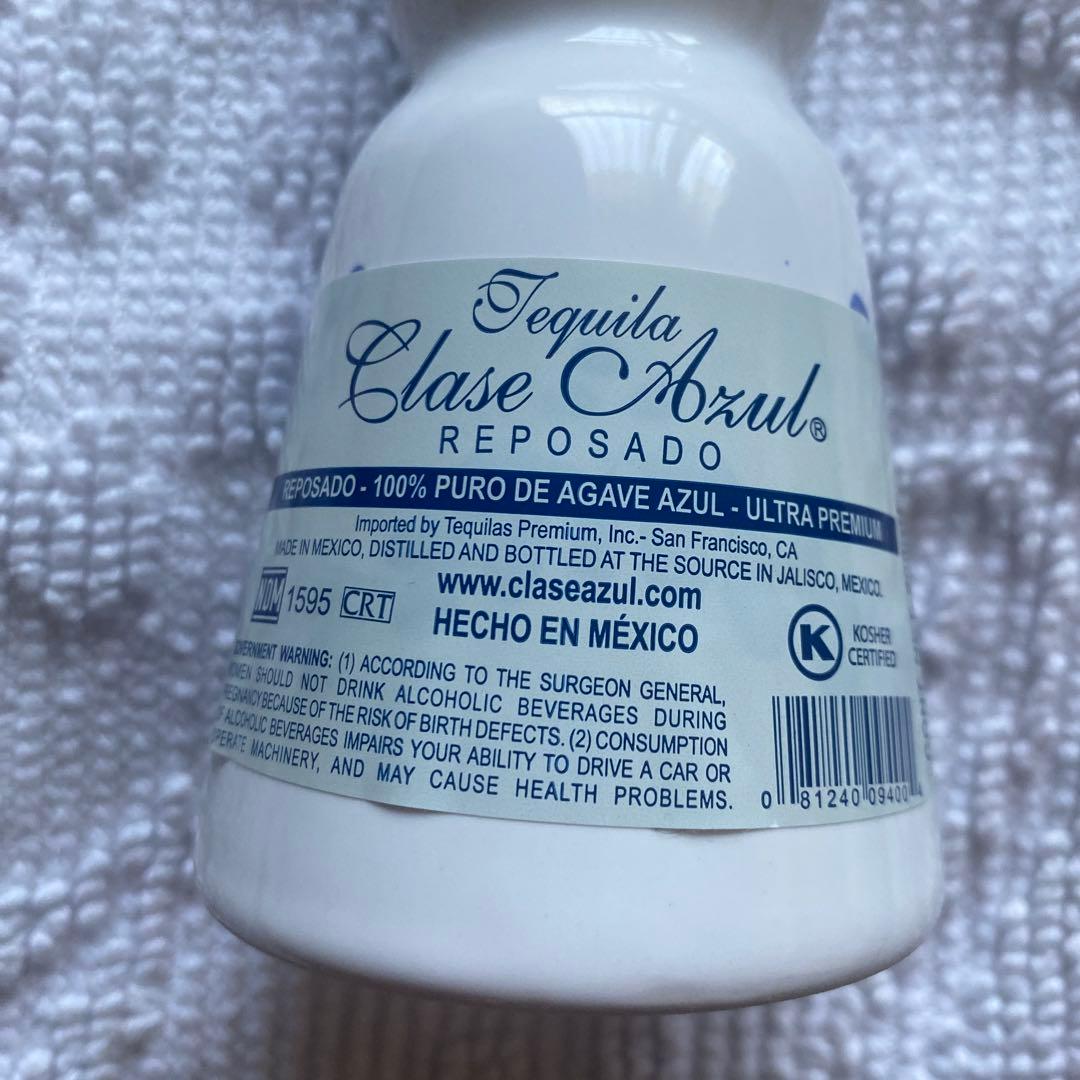 Tequila
Clase Azul®
REPOSADO
REPOSADO - 100% PURO DE AGAVE AZUL - ULTRA PREMIUM
Imported by Tequilas Premium, Inc.- San Francisco, CA
MADE IN MEXICO, DISTILLED AND BOTTLED AT THE SOURCE IN JALISCO, MEXICO.
www.claseazul.com
NOM 1595 CRT
HECHO EN MÉXICO
K KOSHER
CERTIFIED
WARNING: (1) ACCORDING TO THE SURGEON GENERAL,
SHOULD NOT DRINK ALCOHOLIC BEVERAGES DURING
BECAUSE OF THE RISK OF BIRTH DEFECTS. (2) CONSUMPTION
ALCOHOLIC BEVERAGES IMPAIRS YOUR ABILITY TO DRIVE A CAR OR
OPERATE MACHINERY, AND MAY CAUSE HEALTH PROBLEMS.
0 81240 09400